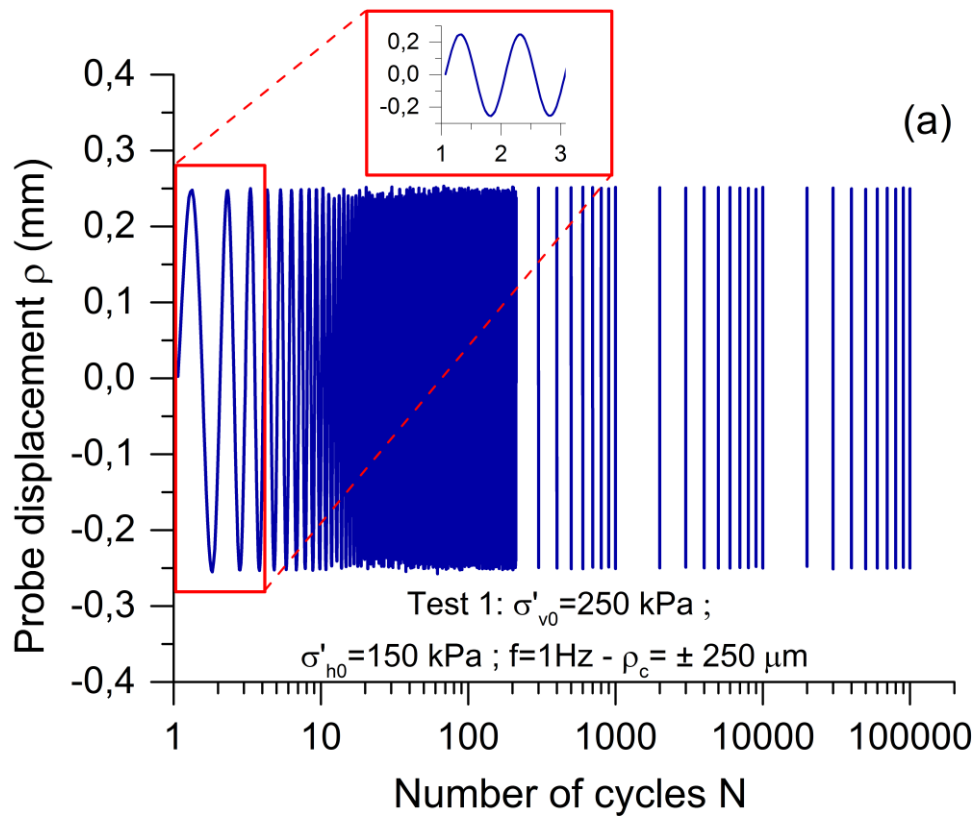 0,2
0,0
-0,2
1 2 3
(a)
0,4
0,3
0,2
0,1
0,0
-0,1
-0,2
-0,3
-0,4
Probe displacement ρ (mm)
Test 1: σ'v0=250 kPa ;
σ'h0=150 kPa ; f=1Hz - ρc= ± 250 μm
1 10 100 1000 10000 100000
Number of cycles N